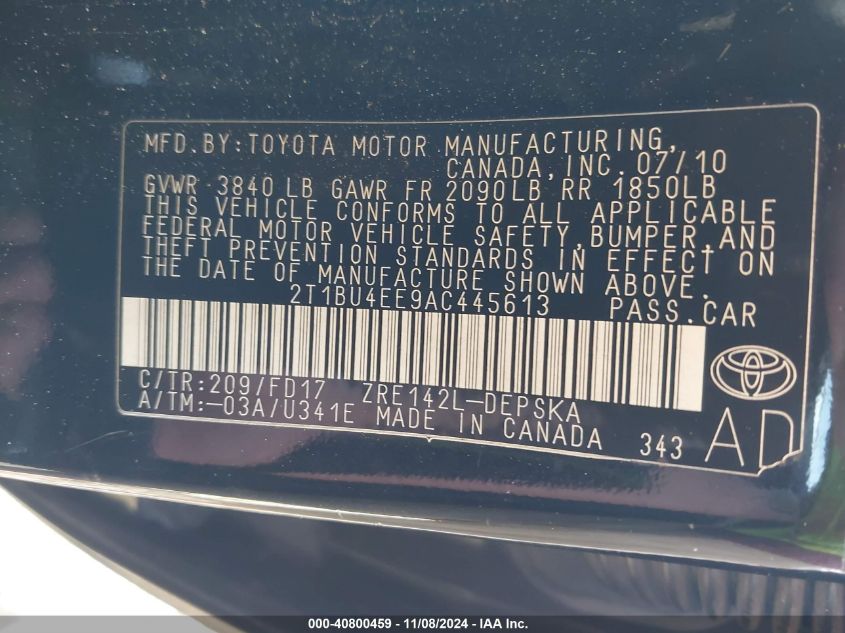 MFD.BY:TOYOTA MOTOR MANUFACTURING,
CANADA,INC.07/10
GVWR 3840 LB GAWR FR 2090LB RR 1850LB
THIS VEHICLE CONFORMS TO ALL APPLICABLE
FEDERAL MOTOR VEHICLE SAFETY,BUMPER,AND
THEFT PREVENTION STANDARDS IN EFFECT ON
THE DATE OF MANUFACTURE SHOWN ABOVE.
2T1BU4EE9AC445613 PASS.CAR
C/TR:209/FD17 ZRE142L-DEPSKA
A/TM:-03A/U341E MADE IN CANADA 343
AD
000-40800459 - 11/08/2024 - IAA Inc.